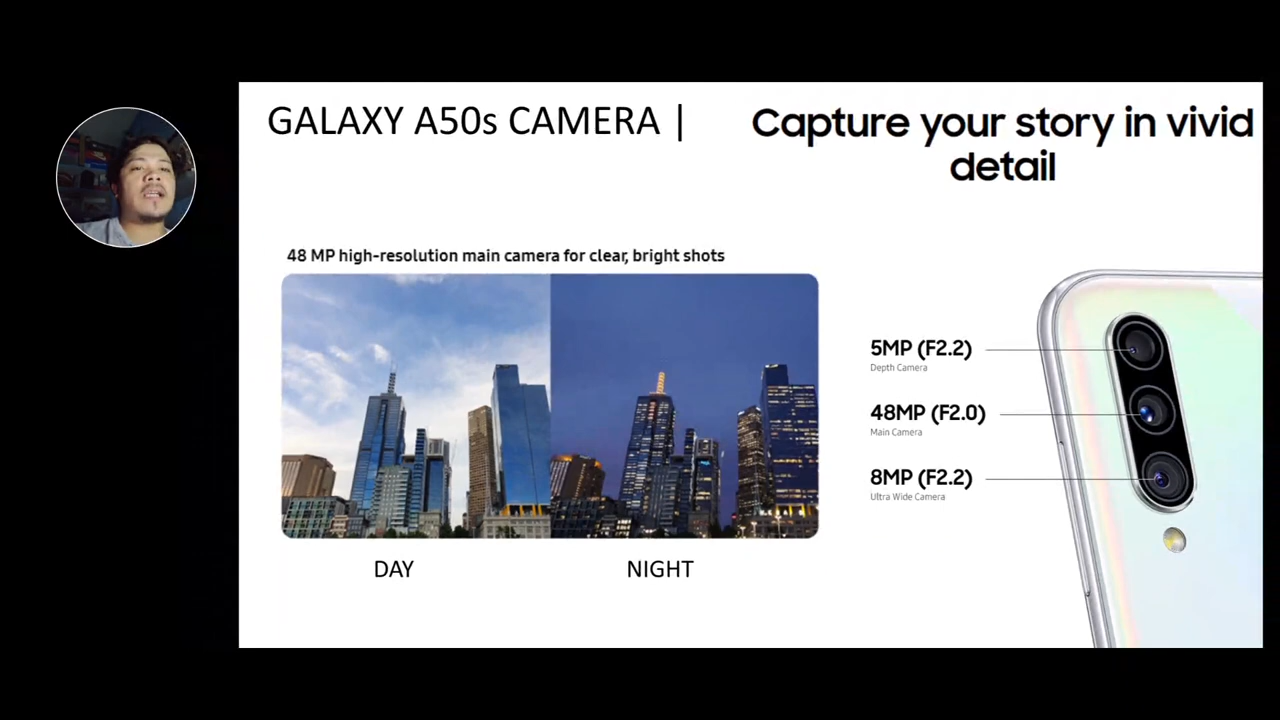 GALAXY A50s CAMERA |
Capture your story in vivid
detail
48 MP high-resolution main camera for clear, bright shots
DAY
NIGHT
5MP (F2.2)
Depth Camera
48MP (F2.0)
Main Camera
8MP (F2.2)
Ultra Wide Camera